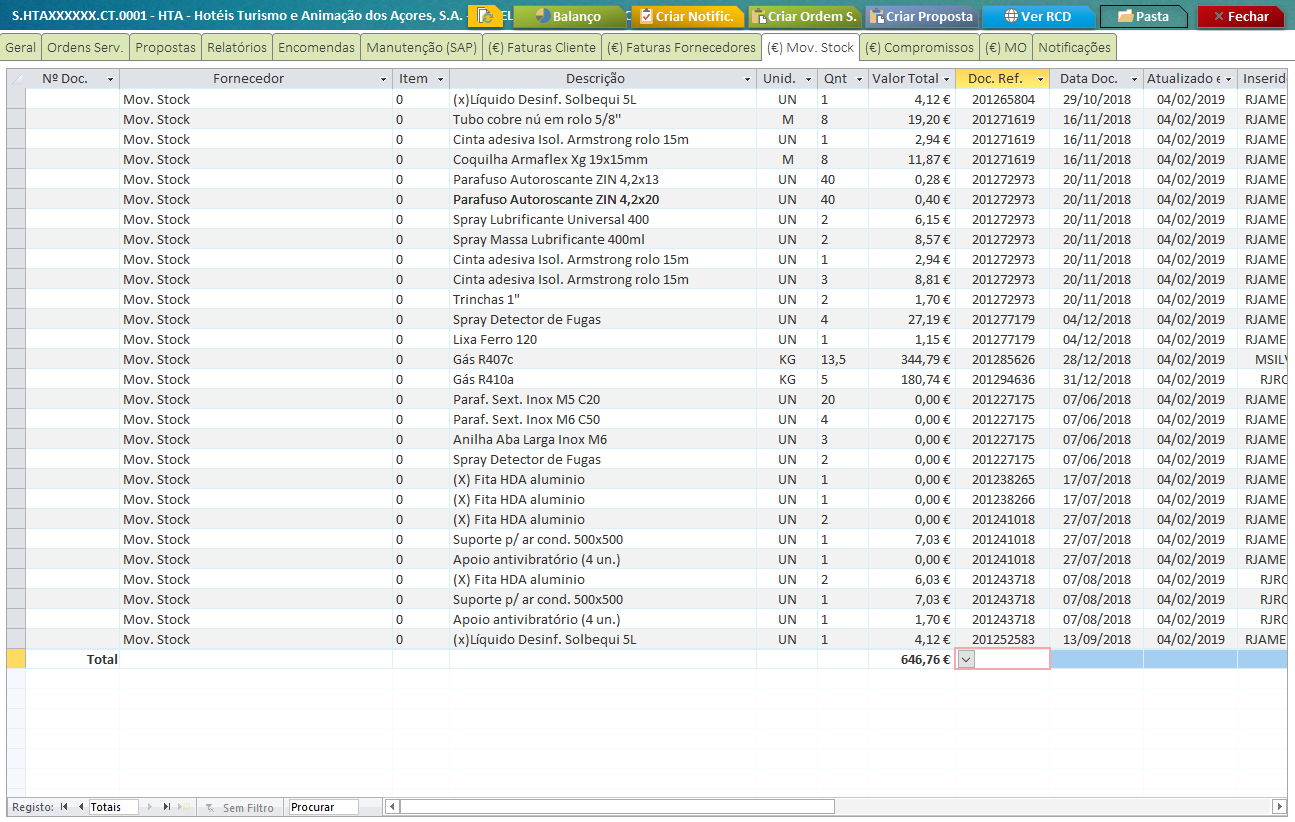 S.HTAXXXXXX.CT.0001 - HTA - Hotéis Turismo e Animação dos Açores, S.A. - EL Balanço Criar Notific. Criar Ordem S. Criar Proposta Ver RCD Pasta Fechar
Geral Ordens Serv. Propostas Relatórios Encomendas Manutenção (SAP) (€) Faturas Cliente (€) Faturas Fornecedores (€) Mov. Stock (€) Compromissos (€) MO Notificações
Nº Doc. Fornecedor Item Descrição Unid. Qnt Valor Total Doc. Ref. Data Doc. Atualizado e Inserid
Mov. Stock 0 (x)Líquido Desinf. Solbequi 5L UN 1 4,12 € 201265804 29/10/2018 04/02/2019 RJAME
Mov. Stock 0 Tubo cobre nú em rolo 5/8" M 8 19,20 € 201271619 16/11/2018 04/02/2019 RJAME
Mov. Stock 0 Cinta adesiva Isol. Armstrong rolo 15m UN 1 2,94 € 201271619 16/11/2018 04/02/2019 RJAME
Mov. Stock 0 Coquilha Armaflex Xg 19x15mm M 8 11,87 € 201271619 16/11/2018 04/02/2019 RJAME
Mov. Stock 0 Parafuso Autoroscante ZIN 4,2x13 UN 40 0,28 € 201272973 20/11/2018 04/02/2019 RJAME
Mov. Stock 0 Parafuso Autoroscante ZIN 4,2x20 UN 40 0,40 € 201272973 20/11/2018 04/02/2019 RJAME
Mov. Stock 0 Spray Lubrificante Universal 400 UN 2 6,15 € 201272973 20/11/2018 04/02/2019 RJAME
Mov. Stock 0 Spray Massa Lubrificante 400ml UN 2 8,57 € 201272973 20/11/2018 04/02/2019 RJAME
Mov. Stock 0 Cinta adesiva Isol. Armstrong rolo 15m UN 1 2,94 € 201272973 20/11/2018 04/02/2019 RJAME
Mov. Stock 0 Cinta adesiva Isol. Armstrong rolo 15m UN 3 8,81 € 201272973 20/11/2018 04/02/2019 RJAME
Mov. Stock 0 Trinchas 1" UN 2 1,70 € 201272973 20/11/2018 04/02/2019 RJAME
Mov. Stock 0 Spray Detector de Fugas UN 4 27,19 € 201277179 04/12/2018 04/02/2019 RJAME
Mov. Stock 0 Lixa Ferro 120 UN 1 1,15 € 201277179 04/12/2018 04/02/2019 RJAME
Mov. Stock 0 Gás R407c KG 13,5 344,79 € 201285626 28/12/2018 04/02/2019 MSILV
Mov. Stock 0 Gás R410a KG 5 180,74 € 201294636 31/12/2018 04/02/2019 RJRC
Mov. Stock 0 Paraf. Sext. Inox M5 C20 UN 20 0,00 € 201227175 07/06/2018 04/02/2019 RJAME
Mov. Stock 0 Paraf. Sext. Inox M6 C50 UN 4 0,00 € 201227175 07/06/2018 04/02/2019 RJAME
Mov. Stock 0 Anilha Aba Larga Inox M6 UN 3 0,00 € 201227175 07/06/2018 04/02/2019 RJAME
Mov. Stock 0 Spray Detector de Fugas UN 2 0,00 € 201227175 07/06/2018 04/02/2019 RJAME
Mov. Stock 0 (X) Fita HDA aluminio UN 1 0,00 € 201238265 17/07/2018 04/02/2019 RJAME
Mov. Stock 0 (X) Fita HDA aluminio UN 1 0,00 € 201238266 17/07/2018 04/02/2019 RJAME
Mov. Stock 0 (X) Fita HDA aluminio UN 2 0,00 € 201241018 27/07/2018 04/02/2019 RJAME
Mov. Stock 0 Suporte p/ ar cond. 500x500 UN 1 7,03 € 201241018 27/07/2018 04/02/2019 RJAME
Mov. Stock 0 Apoio antivibratório (4 un.) UN 1 0,00 € 201241018 27/07/2018 04/02/2019 RJAME
Mov. Stock 0 (X) Fita HDA aluminio UN 2 6,03 € 201243718 07/08/2018 04/02/2019 RJRC
Mov. Stock 0 Suporte p/ ar cond. 500x500 UN 1 7,03 € 201243718 07/08/2018 04/02/2019 RJRC
Mov. Stock 0 Apoio antivibratório (4 un.) UN 1 1,70 € 201243718 07/08/2018 04/02/2019 RJRC
Mov. Stock 0 (x)Líquido Desinf. Solbequi 5L UN 1 4,12 € 201252583 13/09/2018 04/02/2019 RJAME
Total 646,76 €
Registo: Totais Sem Filtro Procurar